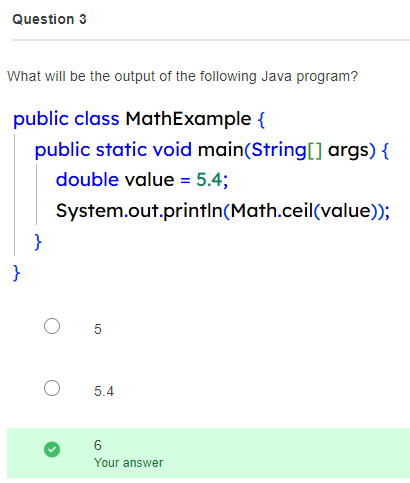 Question 3
What will be the output of the following Java program?
public class MathExample {
public static void main(String[] args) {
double value = 5.4;
System.out.println(Math.ceil(value));
}
}
5
5.4
6
Your answer